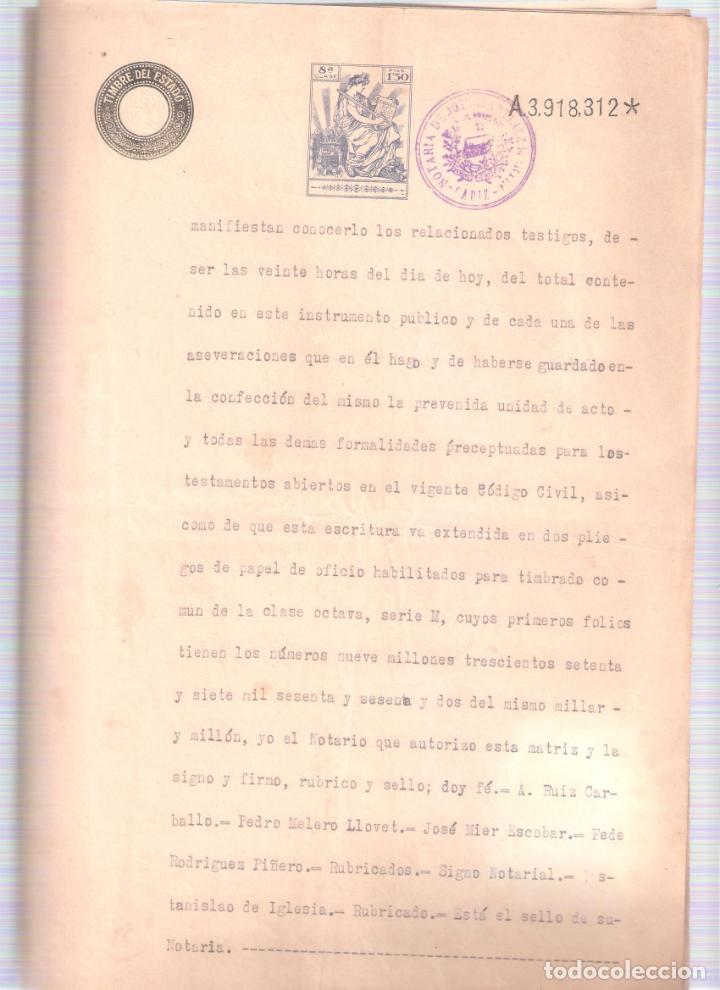 TIMBRE DEL ESTADO
8ª CLASE
PTAS 1'50
NOTARIA DE JOSÉ
CADIZ
A.3.918.312*
manifiestan conocerlo los relacionados testigos, de -
ser las veinte horas del dia de hoy, del total conte-
nido en este instrumento publico y de cada una de las
aseveraciones que en él hago y de haberse guardado en-
la confección del mismo la prevenida unidad de acto -
y todas las demas formalidades preceptuadas para los-
testamentos abiertos en el vigente Código Civil, asi-
como de que esta escritura va extendida en dos plie -
gos de papel de oficio habilitados para timbrado co -
mun de la clase octava, serie M, cuyos primeros folios
tienen los números nueve millones trescientos setenta
y siete mil sesenta y sesenta y dos del mismo millar -
y millón, yo el Notario que autorizo esta matriz y la
signo y firmo, rubrico y sello; doy fé.= A. Ruiz Car-
ballo.= Pedro Melero Llovet.= José Mier Escobar.= Fede
Rodriguez Piñero.= Rubricados.= Signo Notarial.= Es-
tanislao de Iglesia.= Rubricado.= Está el sello de su-
Notaria. ------------------------------------
todocoleccion.net